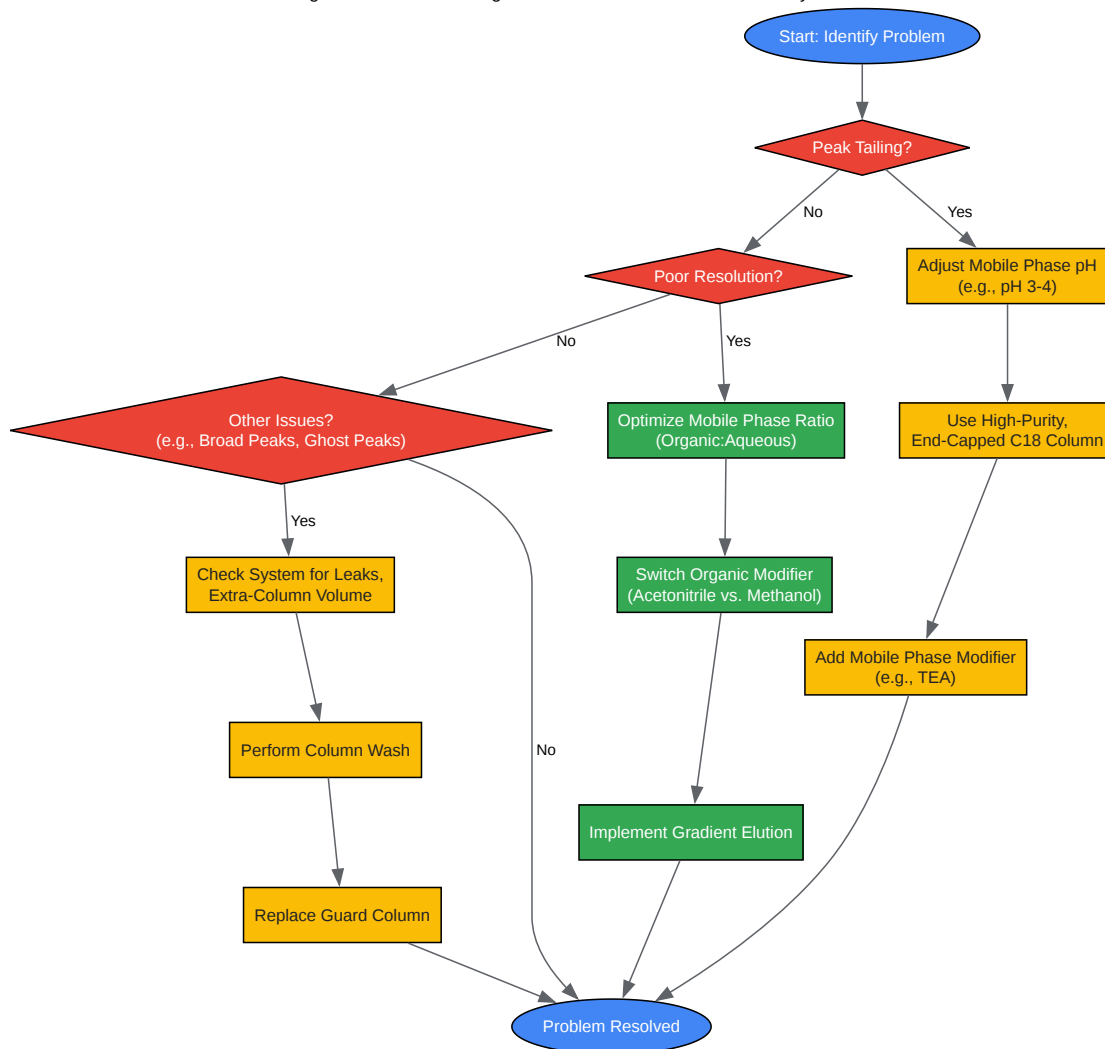 Start: Identify Problem
Peak Tailing?
No
Yes
Poor Resolution?
Adjust Mobile Phase pH
(e.g., pH 3-4)
No
Yes
Other Issues?
(e.g., Broad Peaks, Ghost Peaks)
Optimize Mobile Phase Ratio
(Organic:Aqueous)
Use High-Purity,
End-Capped C18 Column
Yes
Check System for Leaks,
Extra-Column Volume
Switch Organic Modifier
(Acetonitrile vs. Methanol)
Add Mobile Phase Modifier
(e.g., TEA)
Perform Column Wash
No
Implement Gradient Elution
Replace Guard Column
Problem Resolved